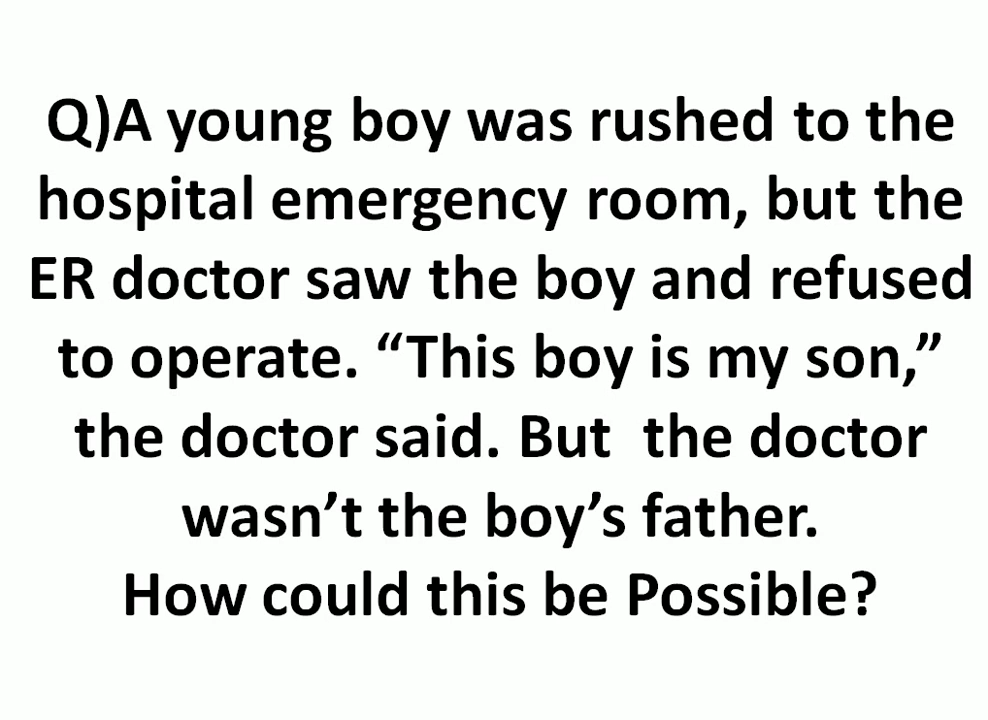 Q)A young boy was rushed to the
hospital emergency room, but the
ER doctor saw the boy and refused
to operate. “This boy is my son,”
the doctor said. But  the doctor
wasn’t the boy’s father.
How could this be Possible?